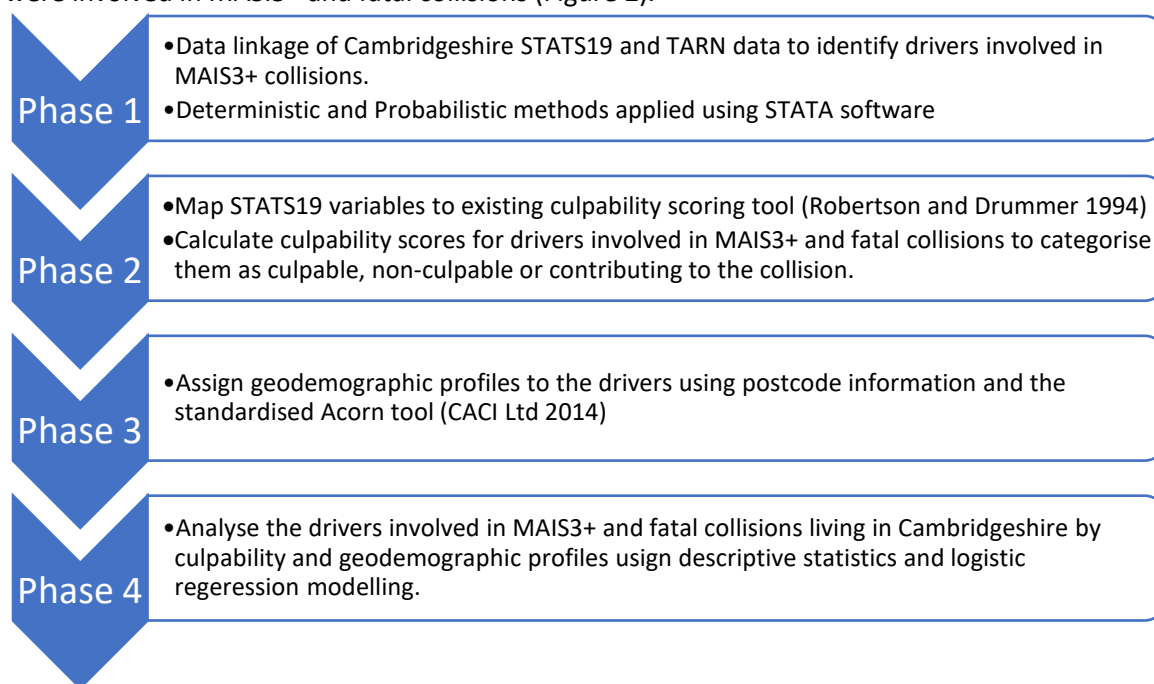 Phase 1
•Data linkage of Cambridgeshire STATS19 and TARN data to identify drivers involved in
MAIS3+ collisions.
•Deterministic and Probabilistic methods applied using STATA software
Phase 2
•Map STATS19 variables to existing culpability scoring tool (Robertson and Drummer 1994)
•Calculate culpability scores for drivers involved in MAIS3+ and fatal collisions to categorise
them as culpable, non-culpable or contributing to the collision.
Phase 3
•Assign geodemographic profiles to the drivers using postcode information and the
standardised Acorn tool (CACI Ltd 2014)
Phase 4
•Analyse the drivers involved in MAIS3+ and fatal collisions living in Cambridgeshire by
culpability and geodemographic profiles usign descriptive statistics and logistic
regeression modelling.